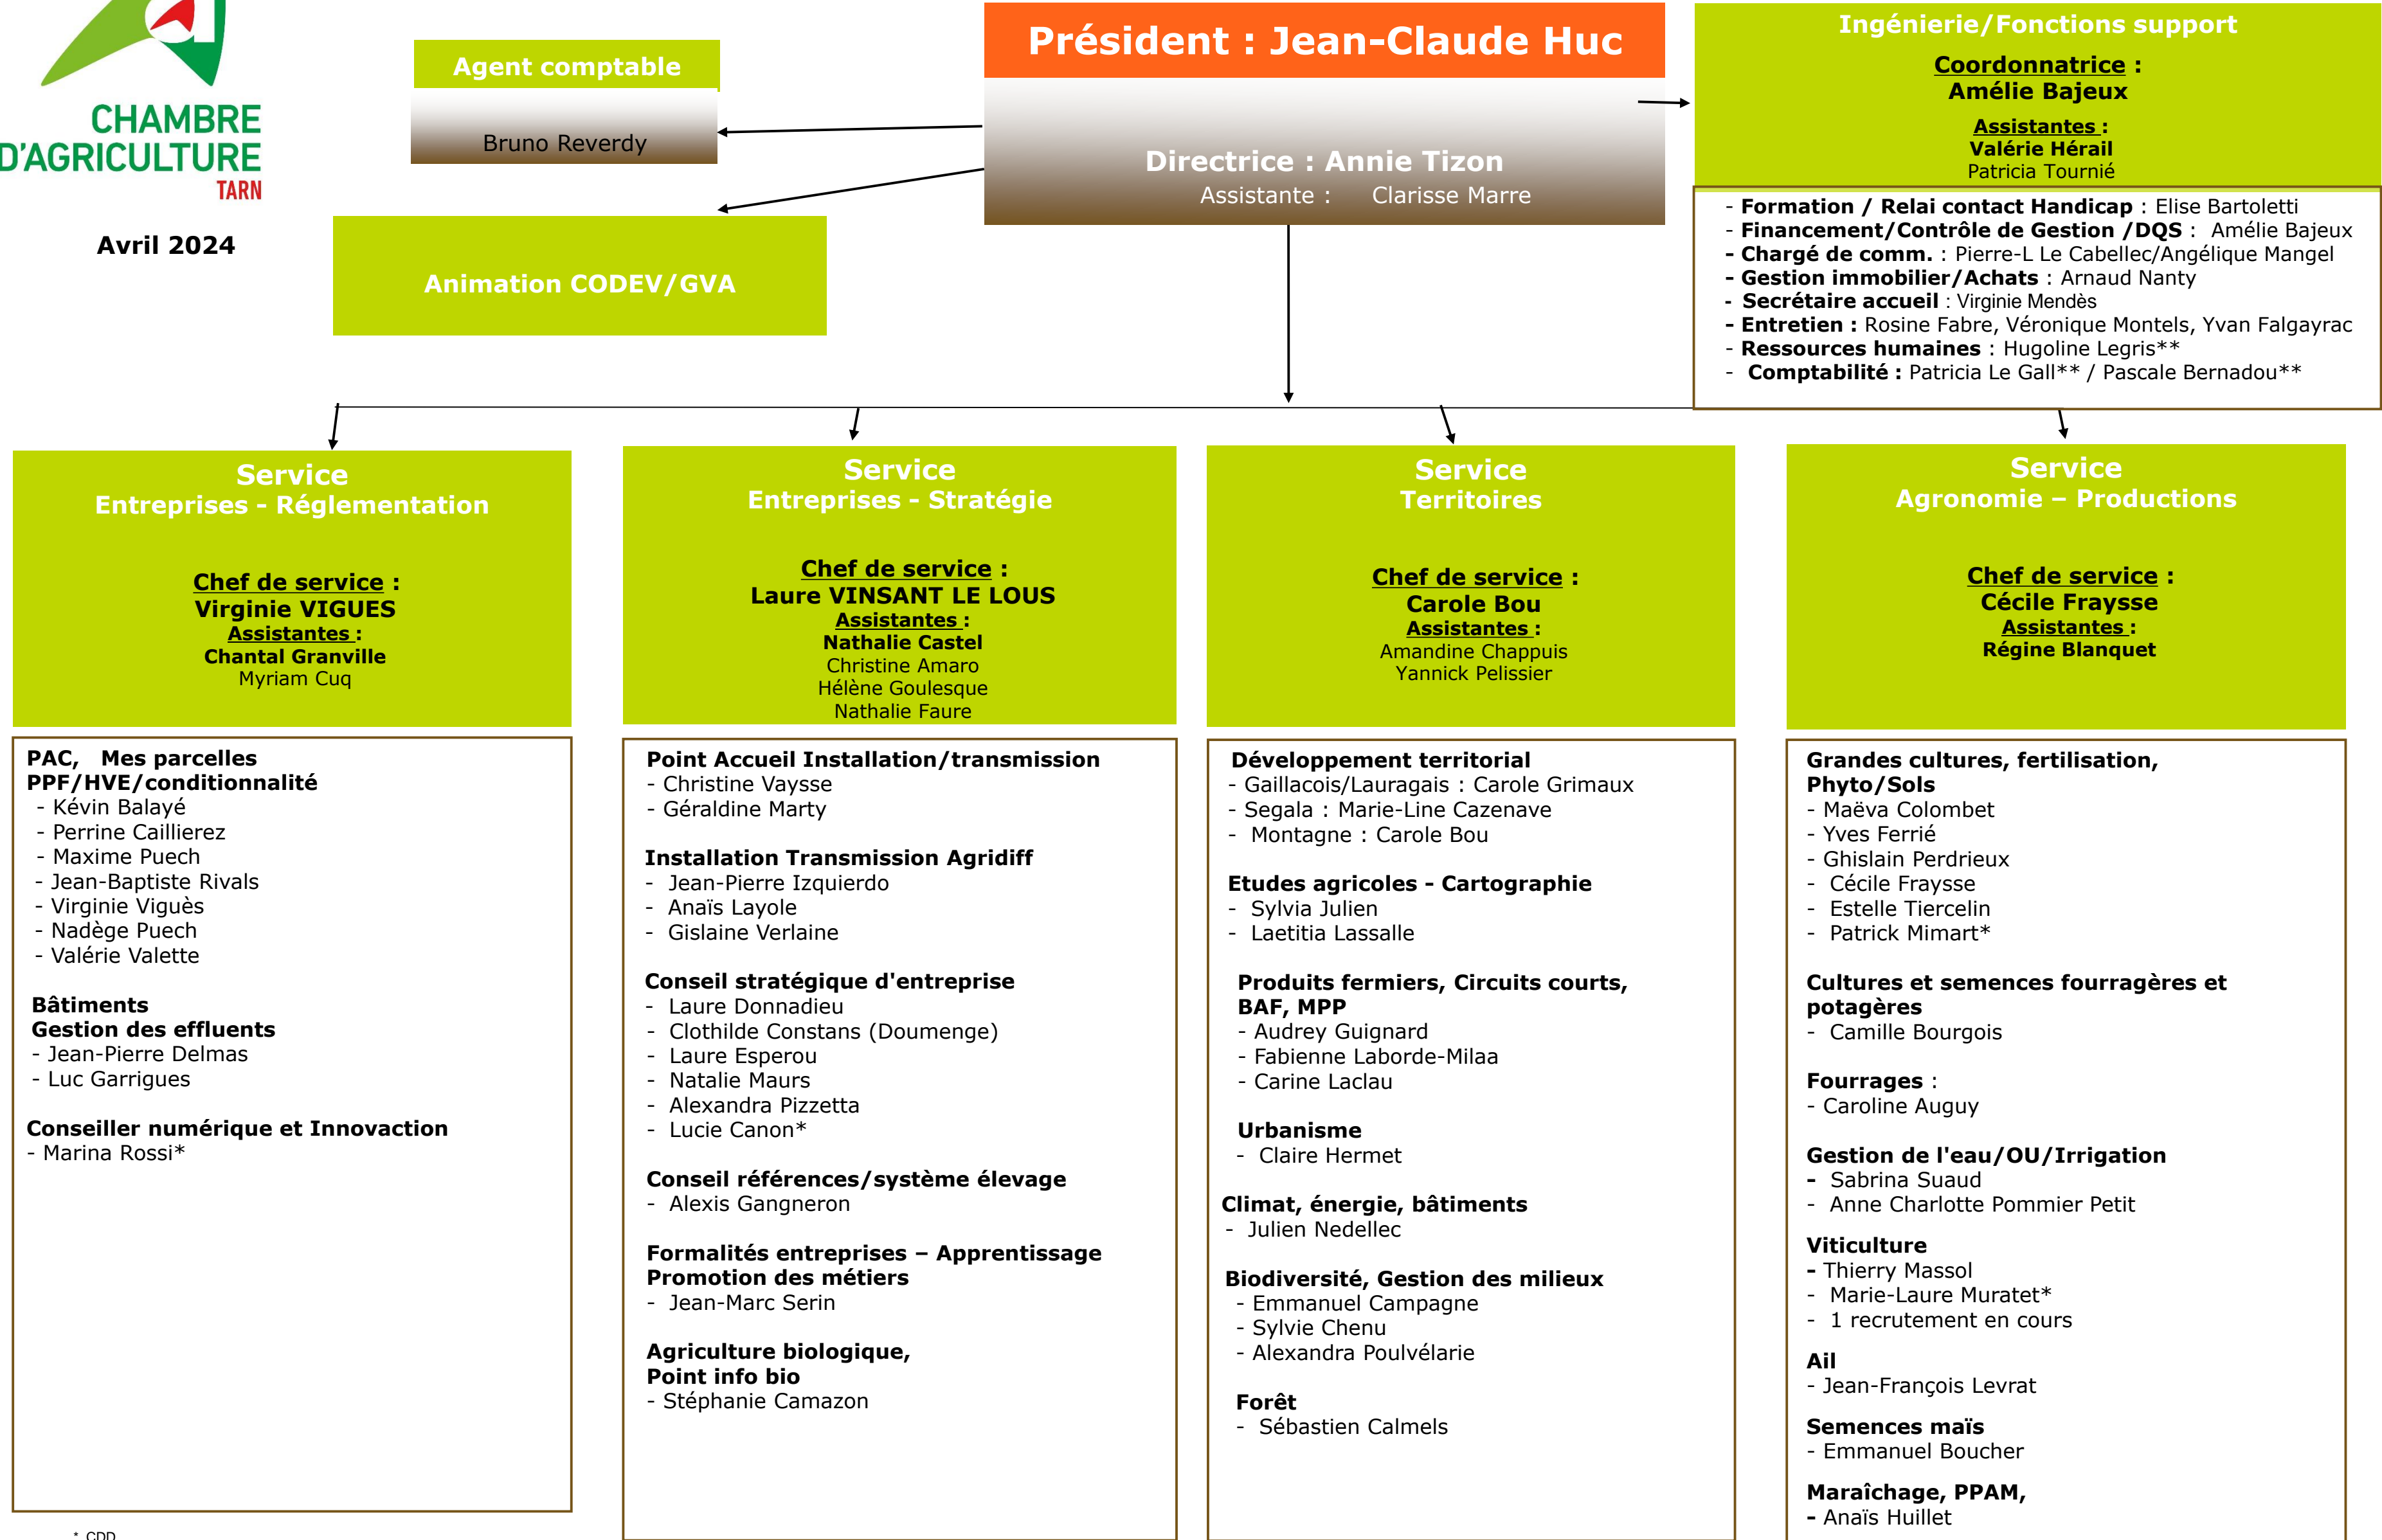 CHAMBRE
D'AGRICULTURE
TARN
Avril 2024
Agent comptable
Bruno Reverdy
Animation CODEV/GVA
Président : Jean-Claude Huc
Directrice : Annie Tizon
Assistante : Clarisse Marre
Ingénierie/Fonctions support
Coordonnatrice :
Amélie Bajeux
Assistantes :
Valérie Hérail
Patricia Tournié
- Formation / Relai contact Handicap : Elise Bartoletti
- Financement/Contrôle de Gestion /DQS : Amélie Bajeux
- Chargé de comm. : Pierre-L Le Cabellec/Angélique Mangel
- Gestion immobilier/Achats : Arnaud Nanty
- Secrétaire accueil : Virginie Mendès
- Entretien : Rosine Fabre, Véronique Montels, Yvan Falgayrac
- Ressources humaines : Hugoline Legris**
- Comptabilité : Patricia Le Gall** / Pascale Bernadou**
Service
Entreprises - Réglementation
Chef de service :
Virginie VIGUES
Assistantes :
Chantal Granville
Myriam Cuq
PAC, Mes parcelles
PPF/HVE/conditionnalité
- Kévin Balayé
- Perrine Caillierez
- Maxime Puech
- Jean-Baptiste Rivals
- Virginie Viguès
- Nadège Puech
- Valérie Valette
Bâtiments
Gestion des effluents
- Jean-Pierre Delmas
- Luc Garrigues
Conseiller numérique et Innovaction
- Marina Rossi*
Service
Entreprises - Stratégie
Chef de service :
Laure VINSANT LE LOUS
Assistantes :
Nathalie Castel
Christine Amaro
Hélène Goulesque
Nathalie Faure
Point Accueil Installation/transmission
- Christine Vaysse
- Géraldine Marty
Installation Transmission Agridiff
- Jean-Pierre Izquierdo
- Anaïs Layole
- Gislaine Verlaine
Conseil stratégique d'entreprise
- Laure Donnadieu
- Clothilde Constans (Doumenge)
- Laure Esperou
- Natalie Maurs
- Alexandra Pizzetta
- Lucie Canon*
Conseil références/système élevage
- Alexis Gangneron
Formalités entreprises – Apprentissage
Promotion des métiers
- Jean-Marc Serin
Agriculture biologique,
Point info bio
- Stéphanie Camazon
Service
Territoires
Chef de service :
Carole Bou
Assistantes :
Amandine Chappuis
Yannick Pelissier
Développement territorial
- Gaillacois/Lauragais : Carole Grimaux
- Segala : Marie-Line Cazenave
- Montagne : Carole Bou
Etudes agricoles - Cartographie
- Sylvia Julien
- Laetitia Lassalle
Produits fermiers, Circuits courts,
BAF, MPP
- Audrey Guignard
- Fabienne Laborde-Milaa
- Carine Laclau
Urbanisme
- Claire Hermet
Climat, énergie, bâtiments
- Julien Nedellec
Biodiversité, Gestion des milieux
- Emmanuel Campagne
- Sylvie Chenu
- Alexandra Poulvélarie
Forêt
- Sébastien Calmels
Service
Agronomie – Productions
Chef de service :
Cécile Fraysse
Assistantes :
Régine Blanquet
Grandes cultures, fertilisation,
Phyto/Sols
- Maëva Colombet
- Yves Ferrié
- Ghislain Perdrieux
- Cécile Fraysse
- Estelle Tiercelin
- Patrick Mimart*
Cultures et semences fourragères et
potagères
- Camille Bourgois
Fourrages :
- Caroline Auguy
Gestion de l'eau/OU/Irrigation
- Sabrina Suaud
- Anne Charlotte Pommier Petit
Viticulture
- Thierry Massol
- Marie-Laure Muratet*
- 1 recrutement en cours
Ail
- Jean-François Levrat
Semences maïs
- Emmanuel Boucher
Maraîchage, PPAM,
- Anaïs Huillet
* CDD